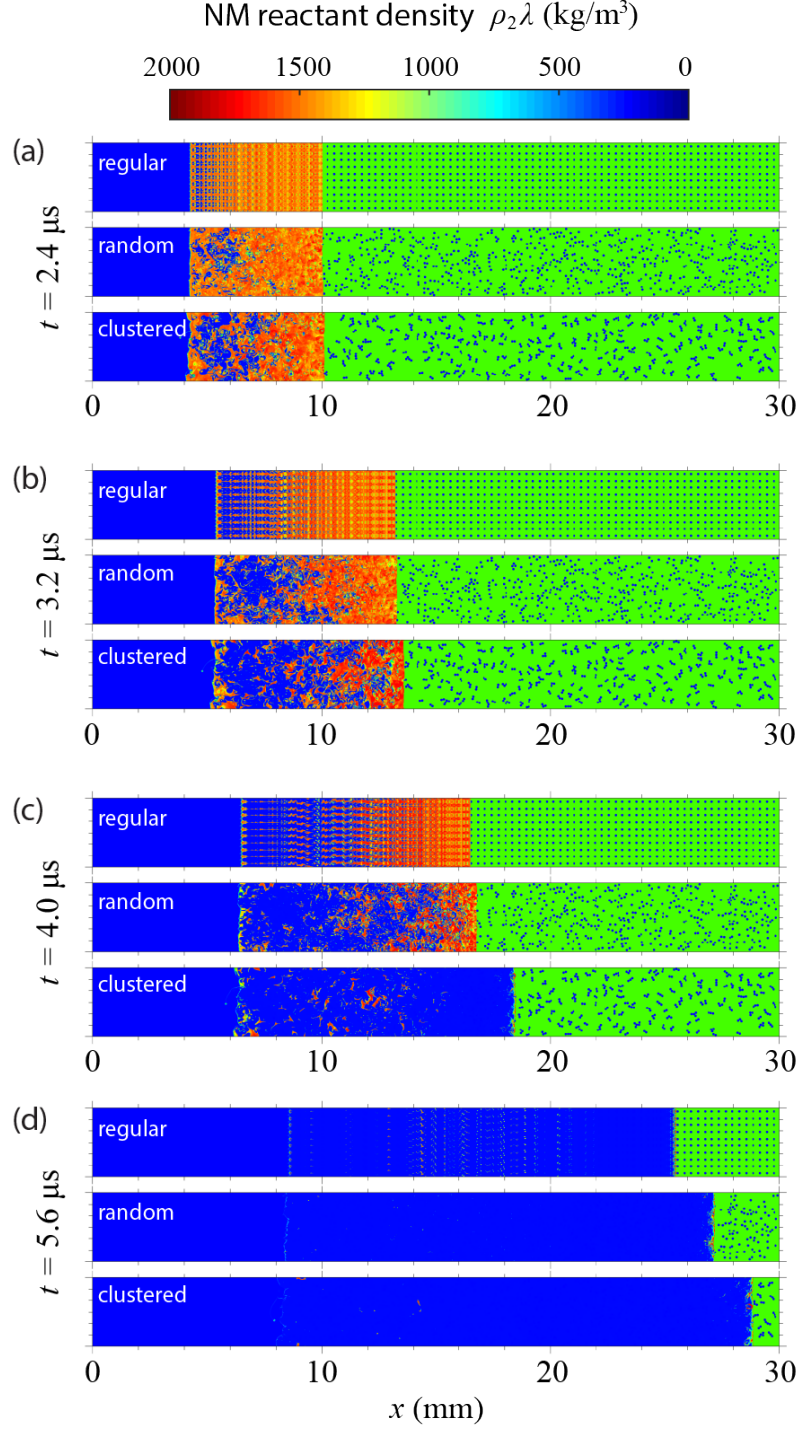 NM reactant density ρ₂λ (kg/m³)
2000 1500 1000 500 0
(a)
t = 2.4 μs
regular
random
clustered
0 10 20 30
(b)
t = 3.2 μs
regular
random
clustered
0 10 20 30
(c)
t = 4.0 μs
regular
random
clustered
0 10 20 30
(d)
t = 5.6 μs
regular
random
clustered
0 10 20 30
x (mm)